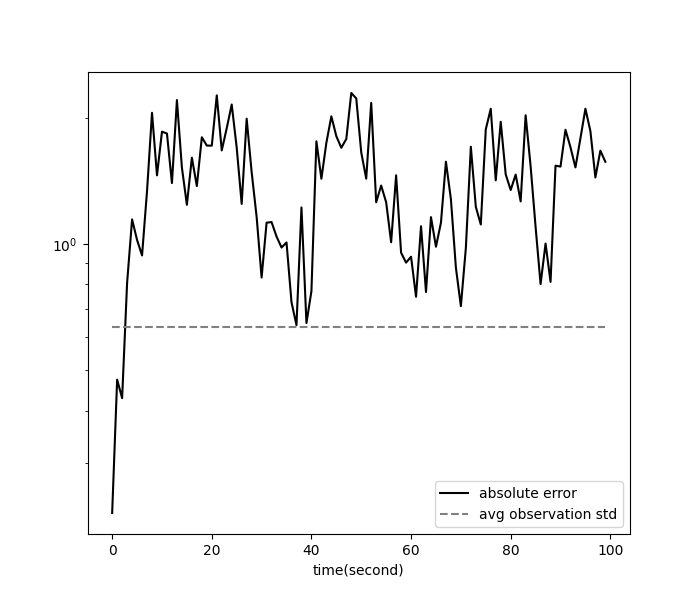 10⁰
0
20
40
60
80
100
time(second)
absolute error
avg observation std